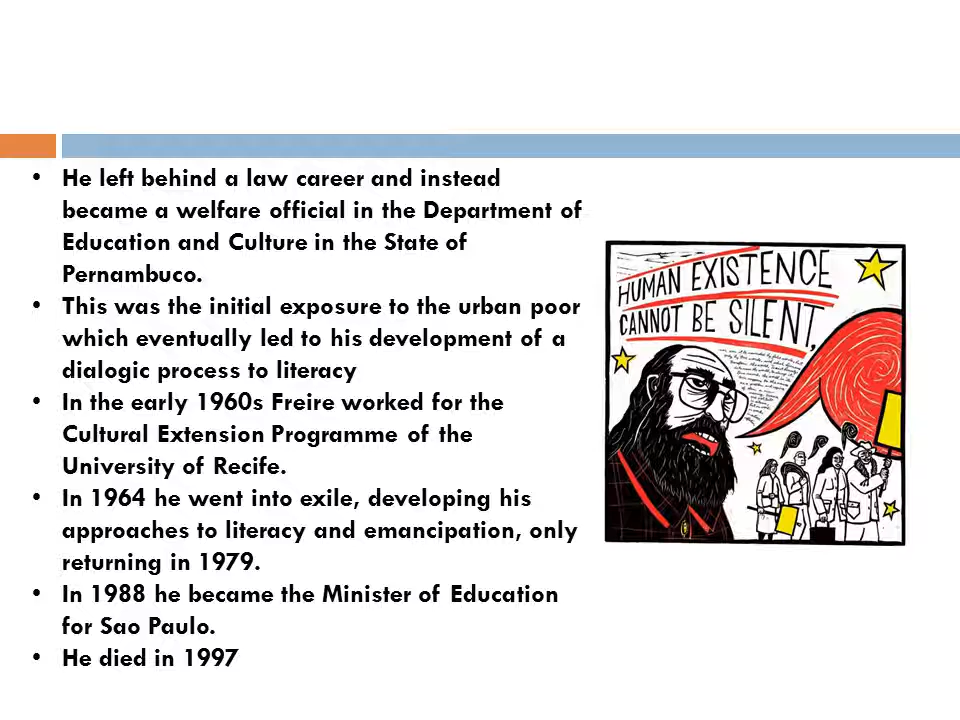 • He left behind a law career and instead
became a welfare official in the Department of
Education and Culture in the State of
Pernambuco.
• This was the initial exposure to the urban poor
which eventually led to his development of a
dialogic process to literacy
• In the early 1960s Freire worked for the
Cultural Extension Programme of the
University of Recife.
• In 1964 he went into exile, developing his
approaches to literacy and emancipation, only
returning in 1979.
• In 1988 he became the Minister of Education
for Sao Paulo.
• He died in 1997
HUMAN EXISTENCE
CANNOT BE SILENT,